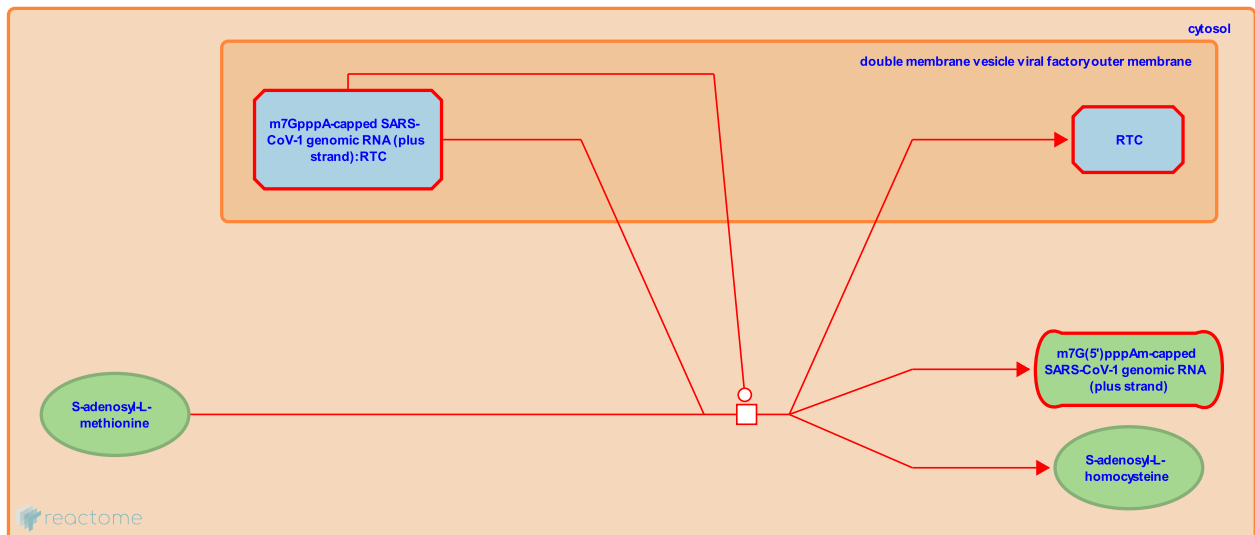 cytosol
double membrane vesicle viral factory outer membrane
m7GpppA-capped SARS-
CoV-1 genomic RNA (plus
strand):RTC
RTC
m7G(5')pppAm-capped
SARS-CoV-1 genomic RNA
(plus strand)
S-adenosyl-L-
methionine
S-adenosyl-L-
homocysteine
reactome